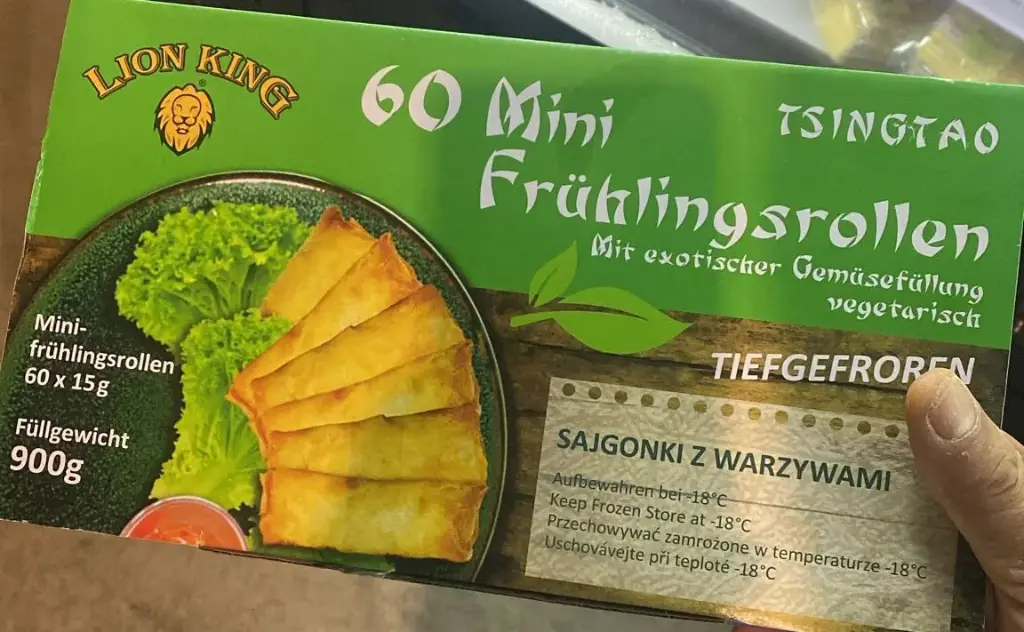 LION KING
®
60 Mini
Frühlingsrollen
TSINGTAO
Mit exotischer Gemüsefüllung
vegetarisch
TIEFGEFROREN
Mini-
frühlingsrollen
60 x 15g
Füllgewicht
900g
SAJGONKI Z WARZYWAMI
Aufbewahren bei -18°C
Keep Frozen Store at -18°C
Przechowywać zamrożone w temperaturze -18°C
Uschovávejte při teploté -18°C